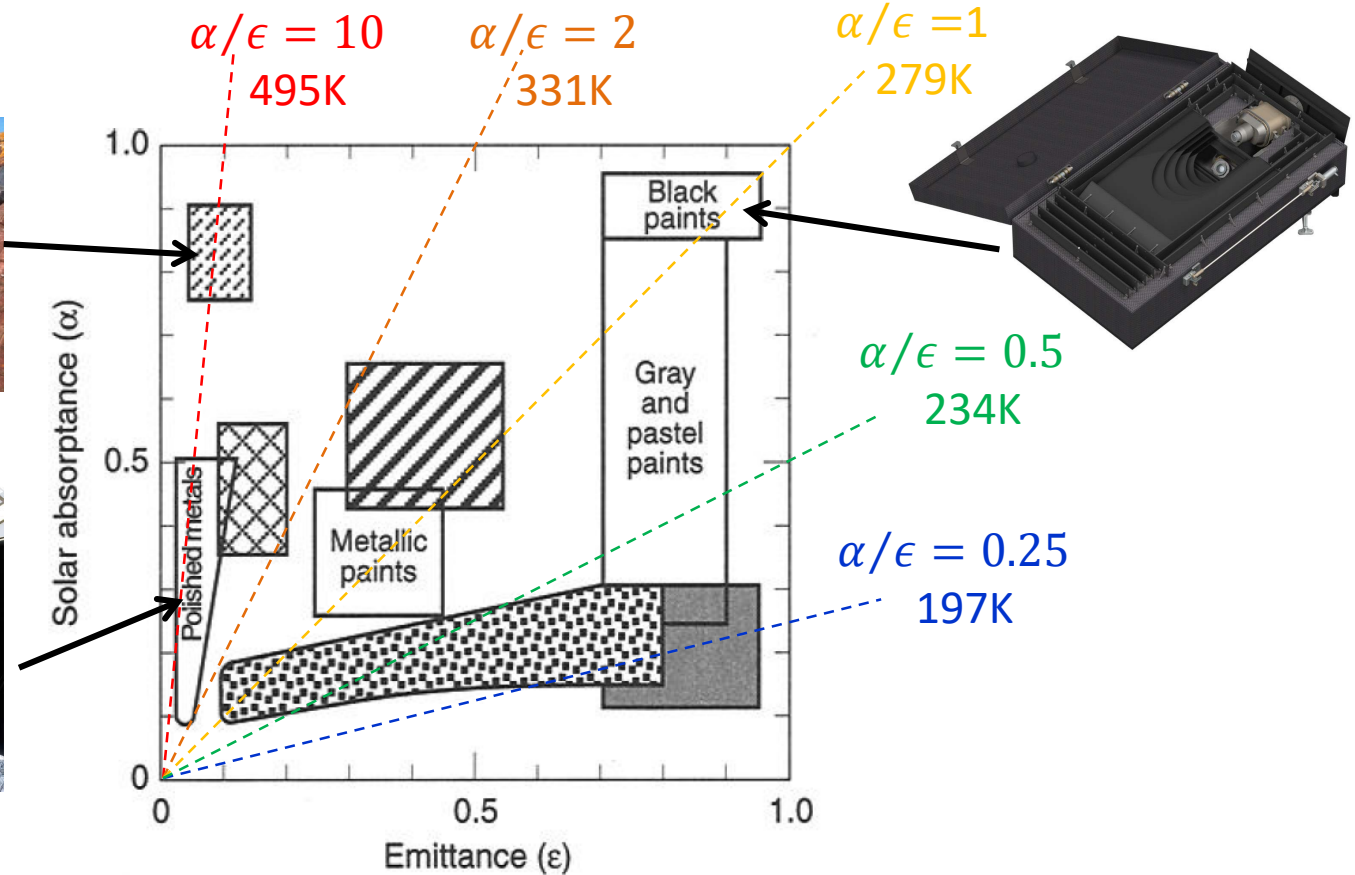 α/ϵ = 10
495K
α/ϵ = 2
331K
α/ϵ =1
279K
1.0
Black
paints
α/ϵ = 0.5
234K
Gray
and
pastel
paints
0.5
Solar absorptance (α)
Polished metals
Metallic
paints
α/ϵ = 0.25
197K
0
0
0.5
1.0
Emittance (ε)